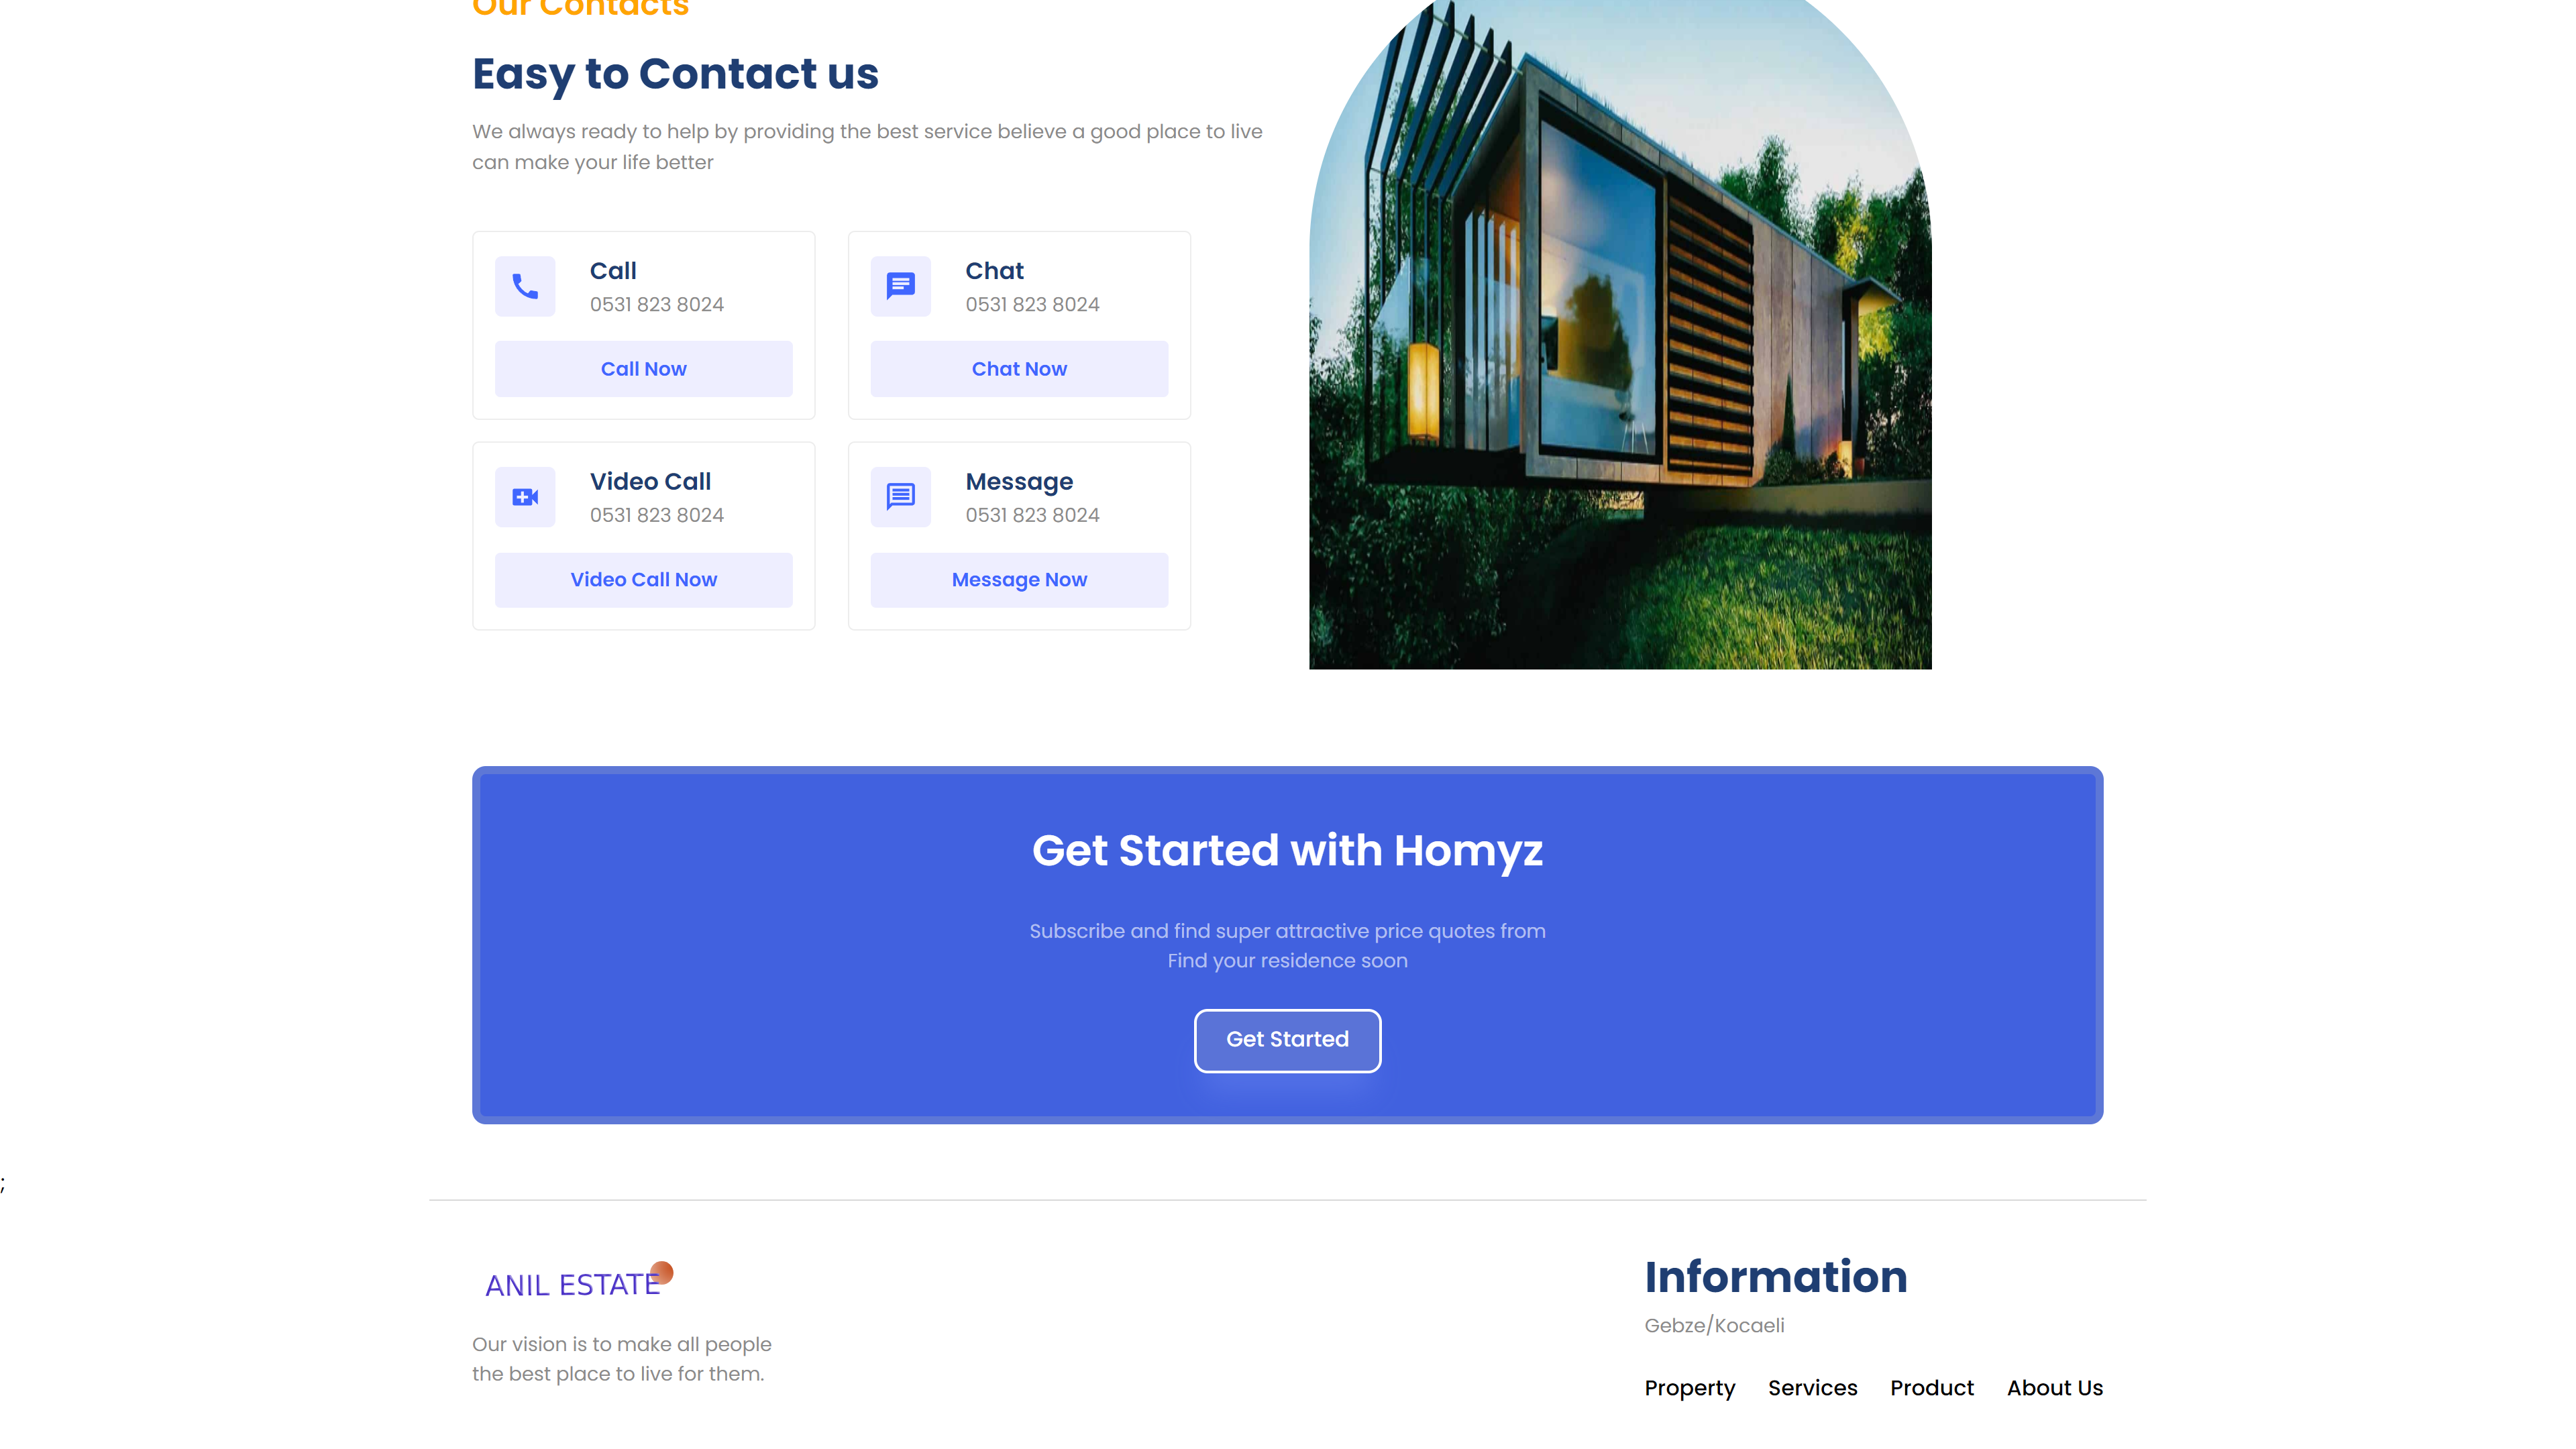 Our Contacts
Easy to Contact us
We always ready to help by providing the best service believe a good place to live
can make your life better
Call
0531 823 8024
Call Now
Chat
0531 823 8024
Chat Now
Video Call
0531 823 8024
Video Call Now
Message
0531 823 8024
Message Now
Get Started with Homyz
Subscribe and find super attractive price quotes from
Find your residence soon
Get Started
;
ANIL ESTATE
Our vision is to make all people
the best place to live for them.
Information
Gebze/Kocaeli
Property Services Product About Us